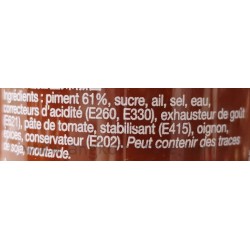 Ingrédients : piment 61%, sucre, ail, sel, eau,
correcteurs d'acidité (E260, E330), exhausteur de goût
(E621), pâte de tomate, stabilisant (E415), oignon,
épices, conservateur (E202). Peut contenir des traces
de soja, moutarde.